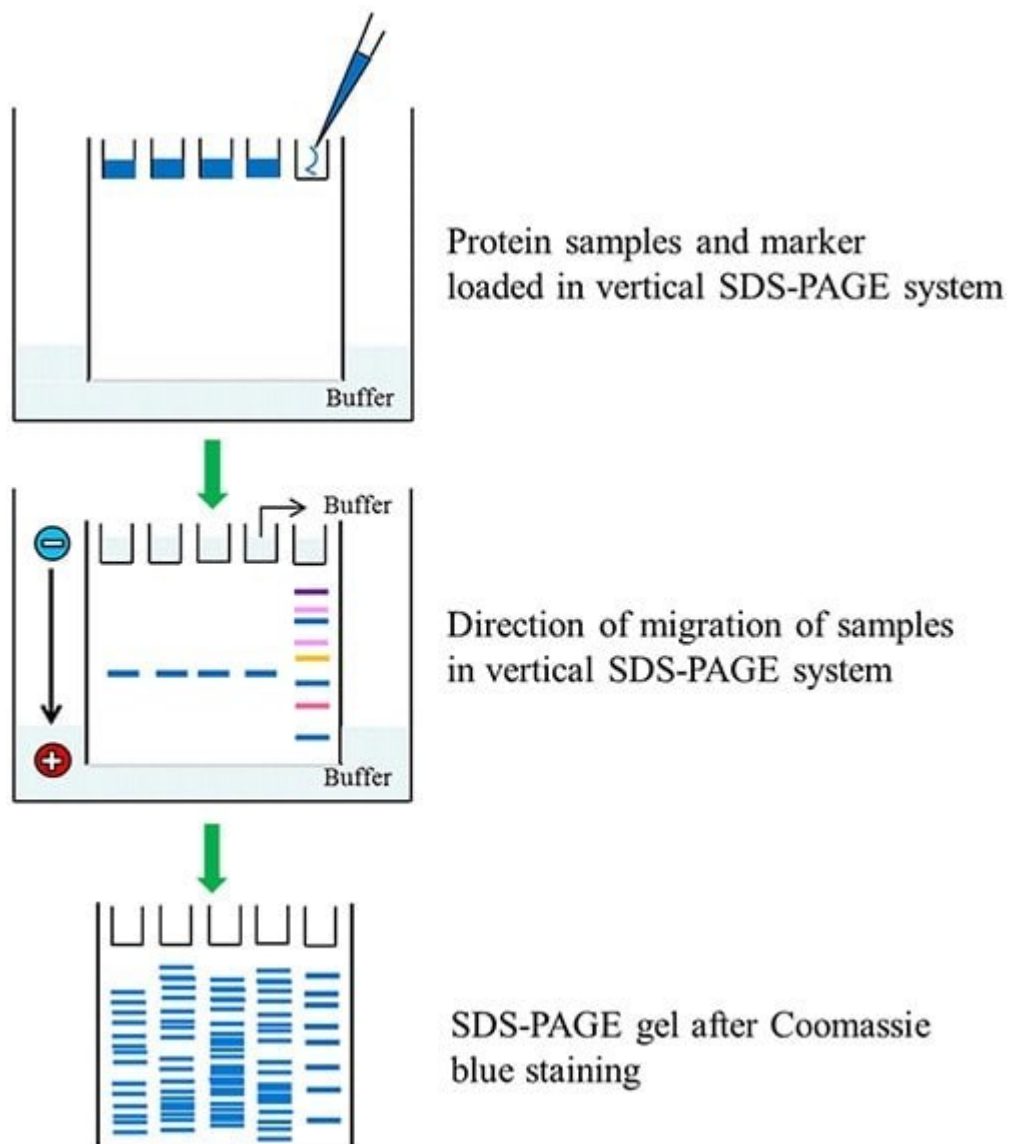 Protein samples and marker
loaded in vertical SDS-PAGE system
Buffer
Buffer
Direction of migration of samples
in vertical SDS-PAGE system
Buffer
SDS-PAGE gel after Coomassie
blue staining